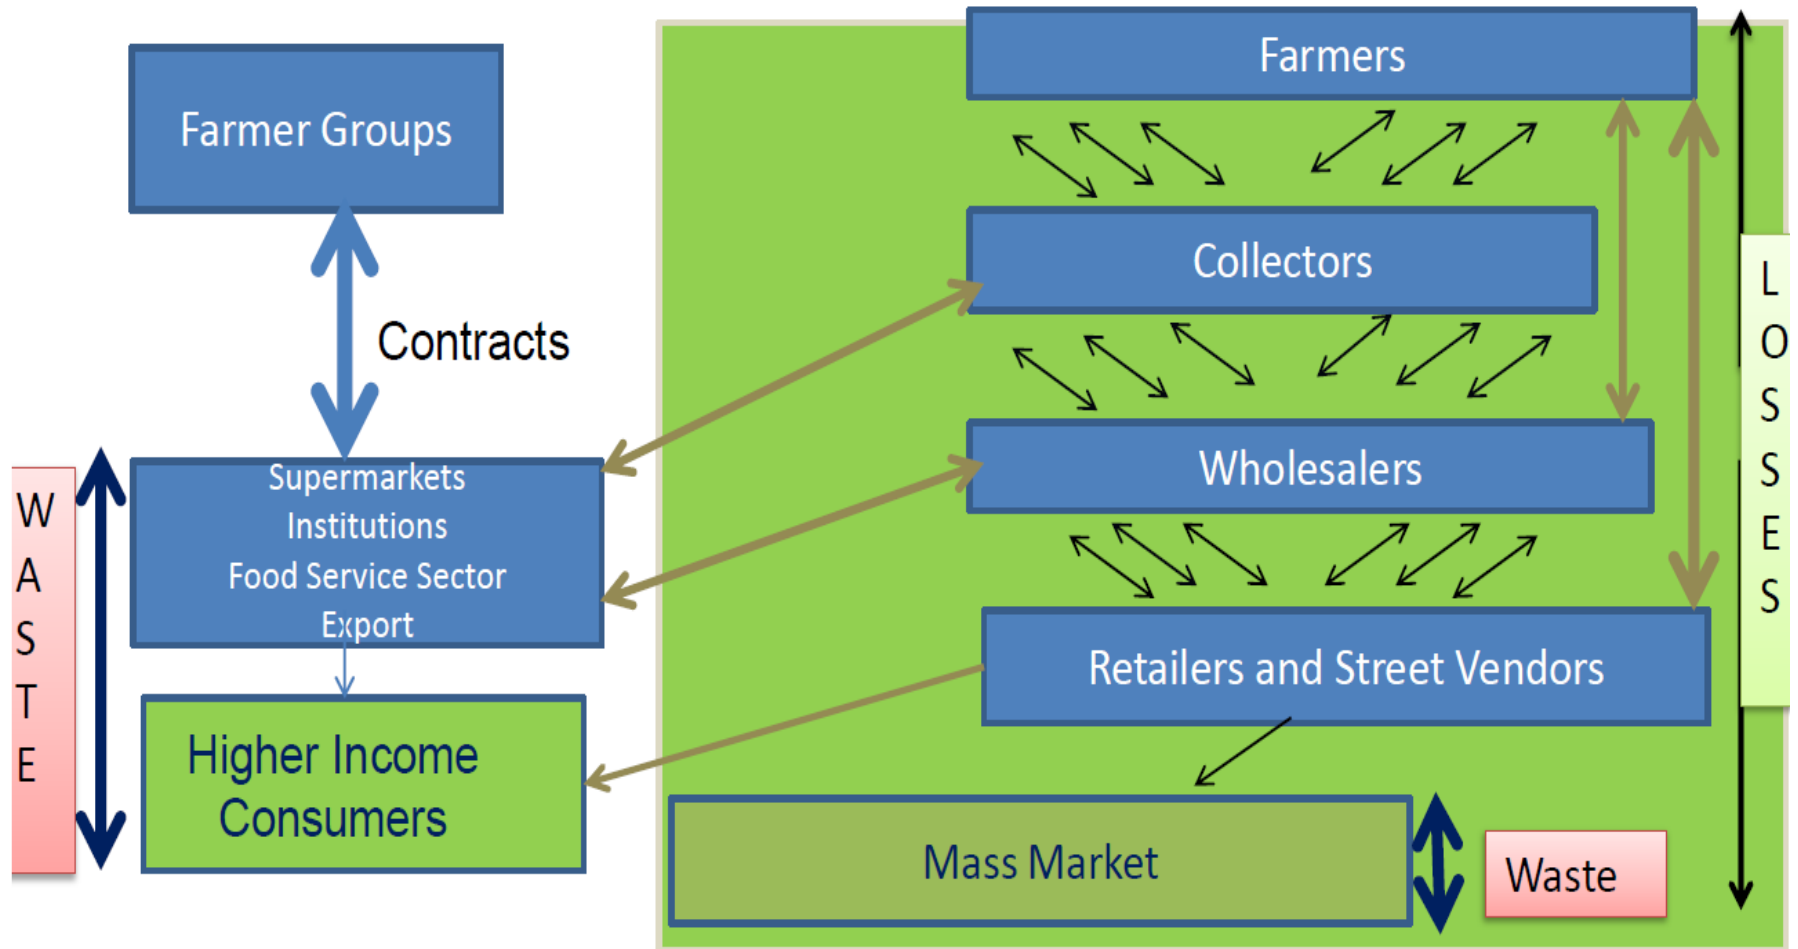 Farmers
Farmer Groups
Collectors
Contracts
Wholesalers
Supermarkets
Institutions
Food Service Sector
Export
Retailers and Street Vendors
Higher Income
Consumers
Mass Market
Waste
W
A
S
T
E
L
O
S
S
E
S